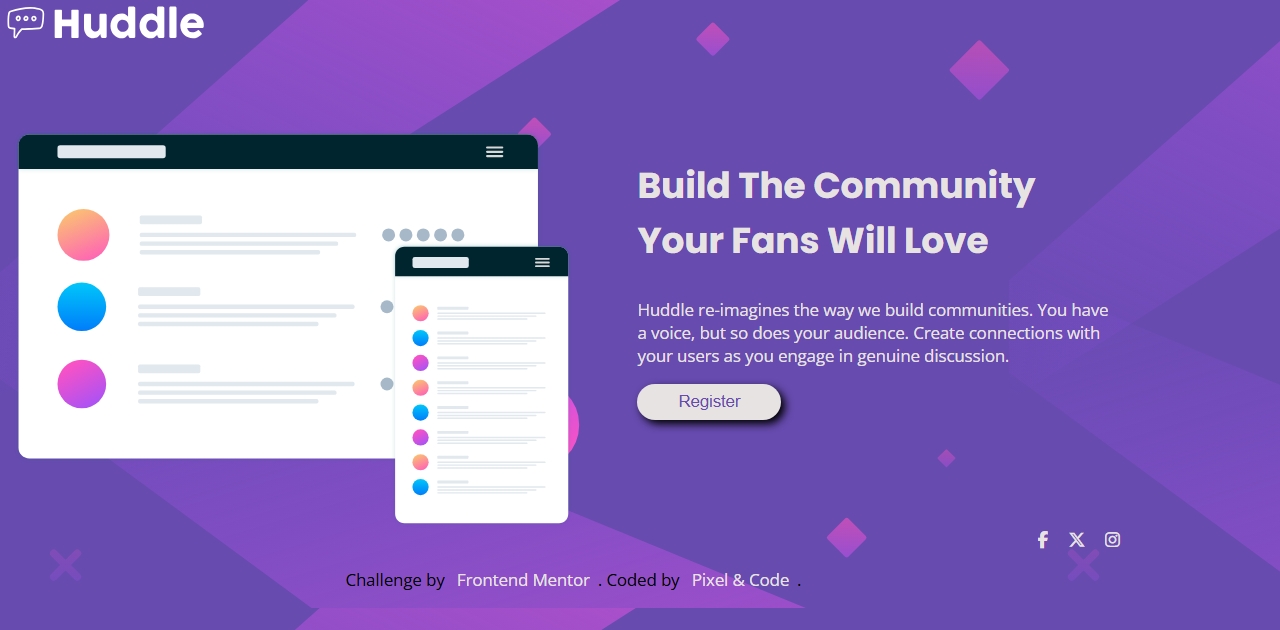 Huddle
Build The Community
Your Fans Will Love
Huddle re-imagines the way we build communities. You have
a voice, but so does your audience. Create connections with
your users as you engage in genuine discussion.
Register
Challenge by Frontend Mentor . Coded by Pixel & Code .